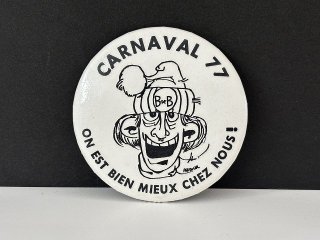 CARNAVAL 77
B B
ON EST BIEN MIEUX CHEZ NOUS!